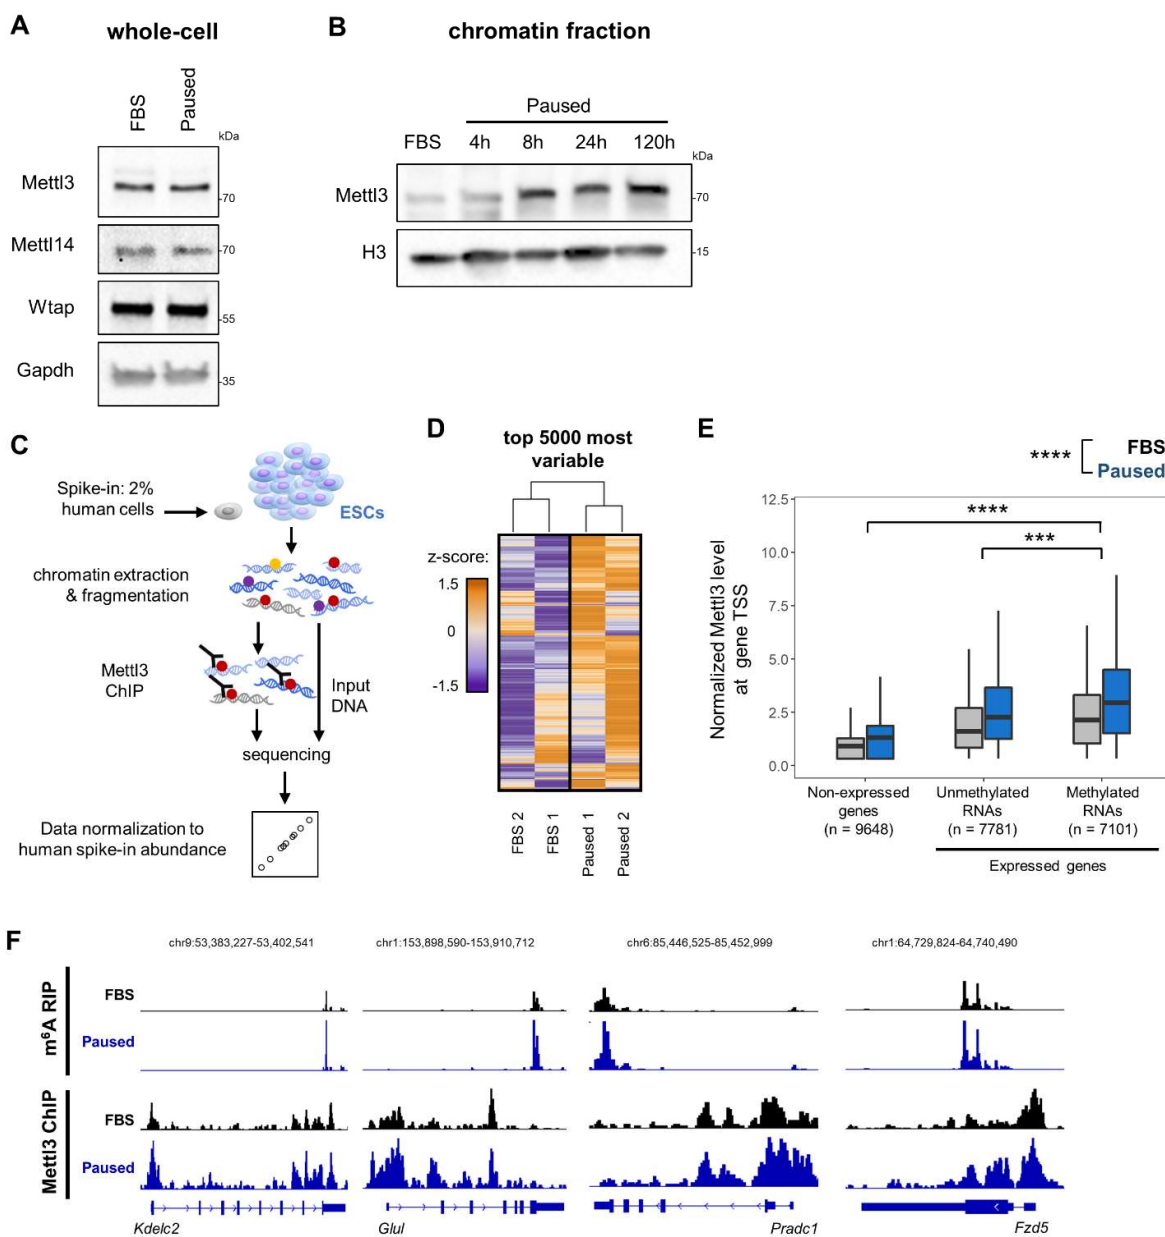 A
whole-cell
FBS
Paused
kDa
Mettl3
-70
Mettl14
-70
Wtap
-55
Gapdh
-35
B
chromatin fraction
Paused
FBS
4h
8h
24h
120h
kDa
Mettl3
-70
H3
-15
C
Spike-in: 2%
human cells
ESCs
chromatin extraction
& fragmentation
Mettl3
ChIP
Input
DNA
sequencing
Data normalization to
human spike-in abundance
D
top 5000 most
variable
z-score:
1.5
0
-1.5
FBS 2
FBS 1
Paused 1
Paused 2
E
**** FBS
Paused
Normalized Mettl3 level
at gene TSS
12.5
10.0
7.5
5.0
2.5
0.0
****
***
Non-expressed
genes
(n = 9648)
Unmethylated
RNAs
(n = 7781)
Methylated
RNAs
(n = 7101)
Expressed genes
F
chr9:53,383,227-53,402,541
chr1:153,898,590-153,910,712
chr6:85,446,525-85,452,999
chr1:64,729,824-64,740,490
m⁶A RIP
FBS
Paused
Mettl3 ChIP
FBS
Paused
Kdelc2
Glul
Pradc1
Fzd5